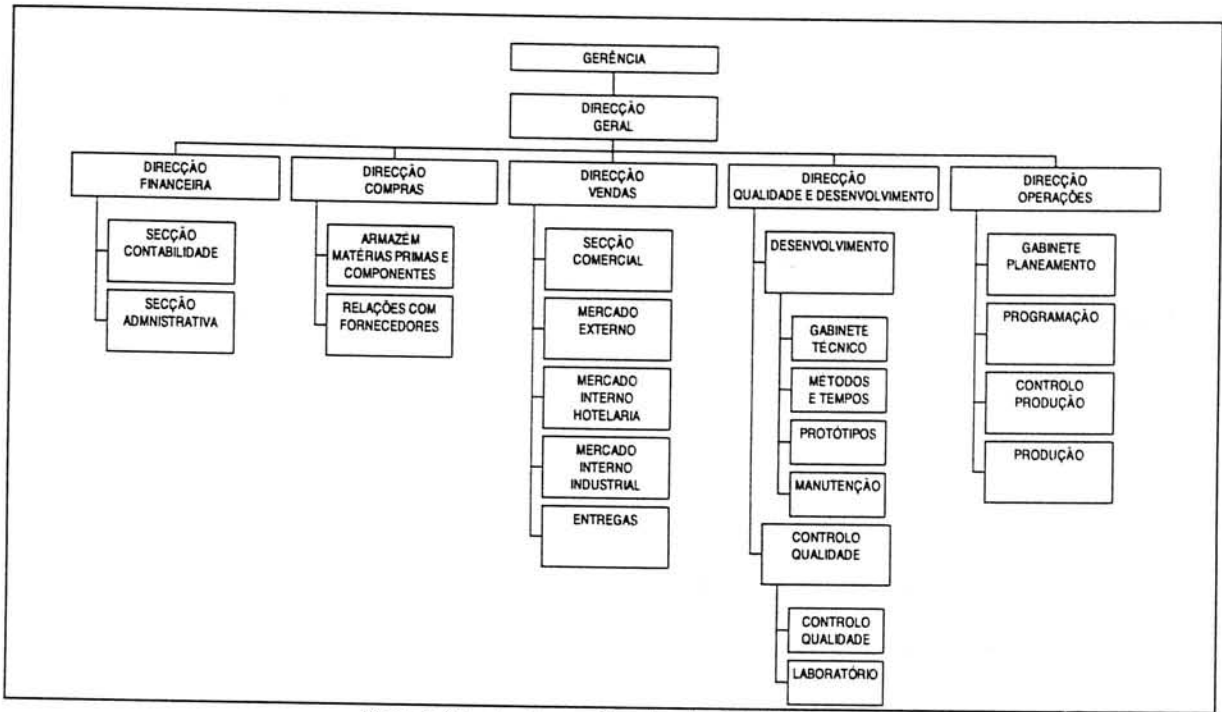 GERÊNCIA
DIRECÇÃO
GERAL
DIRECÇÃO
FINANCEIRA
SECÇÃO
CONTABILIDADE
SECÇÃO
ADMNISTRATIVA
DIRECÇÃO
COMPRAS
ARMAZÉM
MATÉRIAS PRIMAS E
COMPONENTES
RELAÇÕES COM
FORNECEDORES
DIRECÇÃO
VENDAS
SECÇÃO
COMERCIAL
MERCADO
EXTERNO
MERCADO
INTERNO
HOTELARIA
MERCADO
INTERNO
INDUSTRIAL
ENTREGAS
DIRECÇÃO
QUALIDADE E DESENVOLVIMENTO
DESENVOLVIMENTO
GABINETE
TÉCNICO
MÉTODOS
E TEMPOS
PROTÓTIPOS
MANUTENÇÃO
CONTROLO
QUALIDADE
CONTROLO
QUALIDADE
LABORATÓRIO
DIRECÇÃO
OPERAÇÕES
GABINETE
PLANEAMENTO
PROGRAMAÇÃO
CONTROLO
PRODUÇÃO
PRODUÇÃO